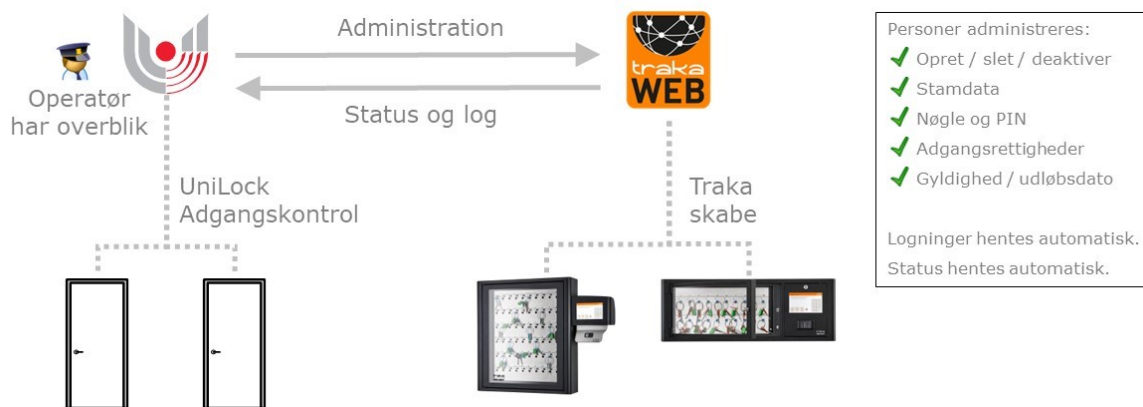 Administration
Status og log
Operatør
har overblik
traka
WEB
UniLock
Adgangskontrol
Traka
skabe
Personer administreres:
Opret / slet / deaktiver
Stamdata
Nøgle og PIN
Adgangsrettigheder
Gyldighed / udløbsdato
Logninger hentes automatisk.
Status hentes automatisk.